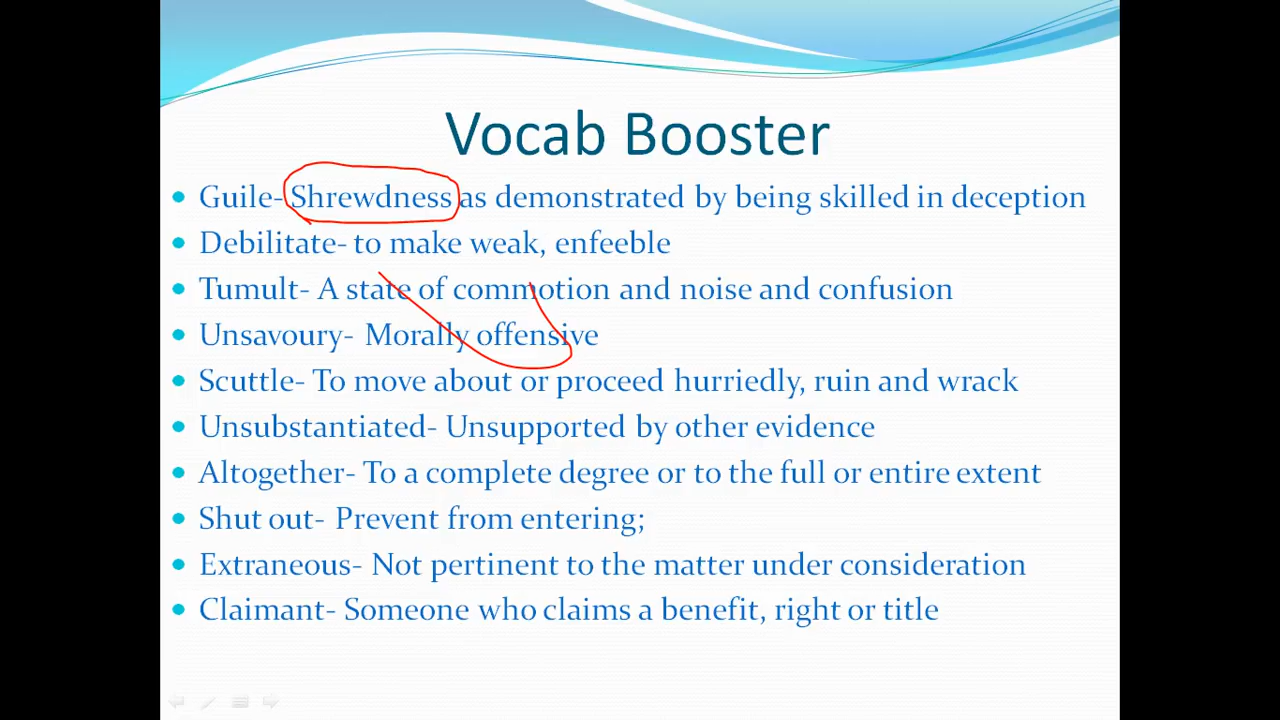 Vocab Booster
Guile- Shrewdness as demonstrated by being skilled in deception
Debilitate- to make weak, enfeeble
Tumult- A state of commotion and noise and confusion
Unsavoury- Morally offensive
Scuttle- To move about or proceed hurriedly, ruin and wrack
Unsubstantiated- Unsupported by other evidence
Altogether- To a complete degree or to the full or entire extent
Shut out- Prevent from entering;
Extraneous- Not pertinent to the matter under consideration
Claimant- Someone who claims a benefit, right or title